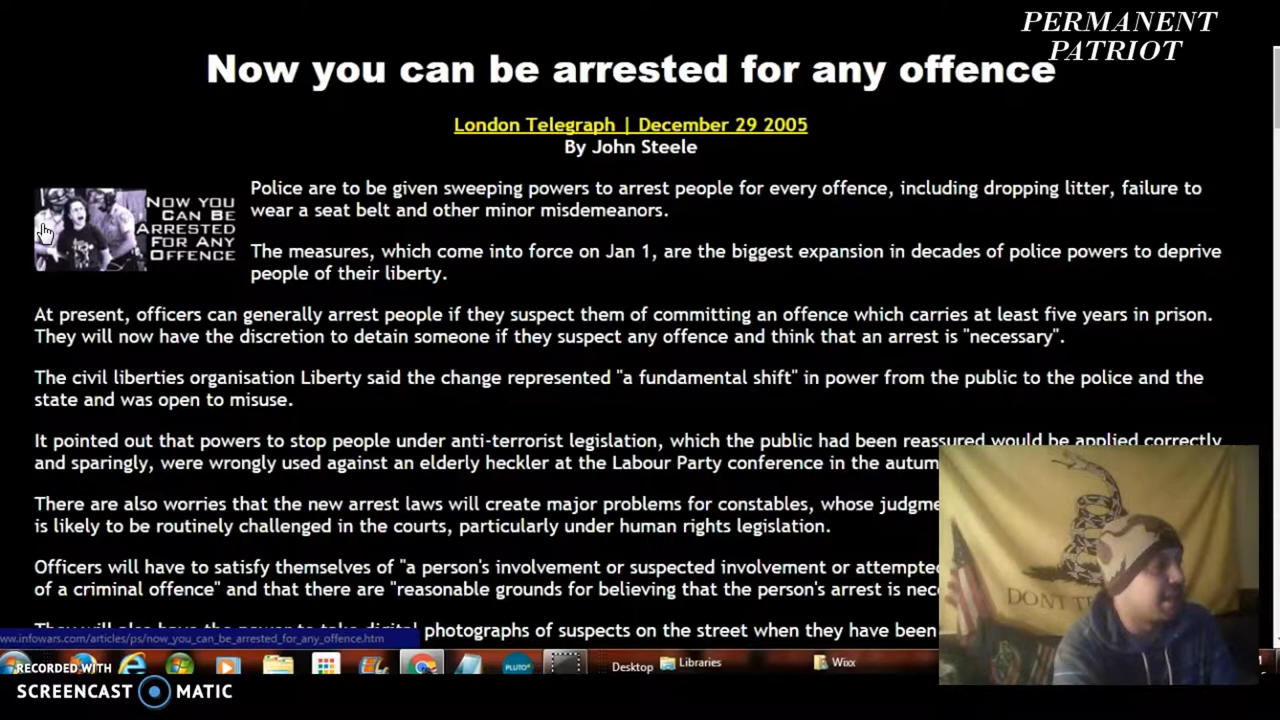 PERMANENT
PATRIOT
Now you can be arrested for any offence
London Telegraph | December 29 2005
By John Steele
NOW YOU
CAN BE
ARRESTED
FOR ANY
OFFENCE
Police are to be given sweeping powers to arrest people for every offence, including dropping litter, failure to
wear a seat belt and other minor misdemeanors.
The measures, which come into force on Jan 1, are the biggest expansion in decades of police powers to deprive
people of their liberty.
At present, officers can generally arrest people if they suspect them of committing an offence which carries at least five years in prison.
They will now have the discretion to detain someone if they suspect any offence and think that an arrest is "necessary".
The civil liberties organisation Liberty said the change represented "a fundamental shift" in power from the public to the police and the
state and was open to misuse.
It pointed out that powers to stop people under anti-terrorist legislation, which the public had been reassured would be applied correctly
and sparingly, were wrongly used against an elderly heckler at the Labour Party conference in the
There are also worries that the new arrest laws will create major problems for constables, whose
is likely to be routinely challenged in the courts, particularly under human rights legislation.
Officers will have to satisfy themselves of "a person's involvement or suspected involvement or
of a criminal offence" and that there are "reasonable grounds for believing that the person's arrest is
They will also have the power to take digital photographs of suspects on the street when they have been
DON'T
www.infowars.com/articles/ps/now_you_can_be_arrested_for_any_offence.htm
PLUTO
Desktop
Libraries
Wixx
RECORDED WITH
SCREENCAST MATIC